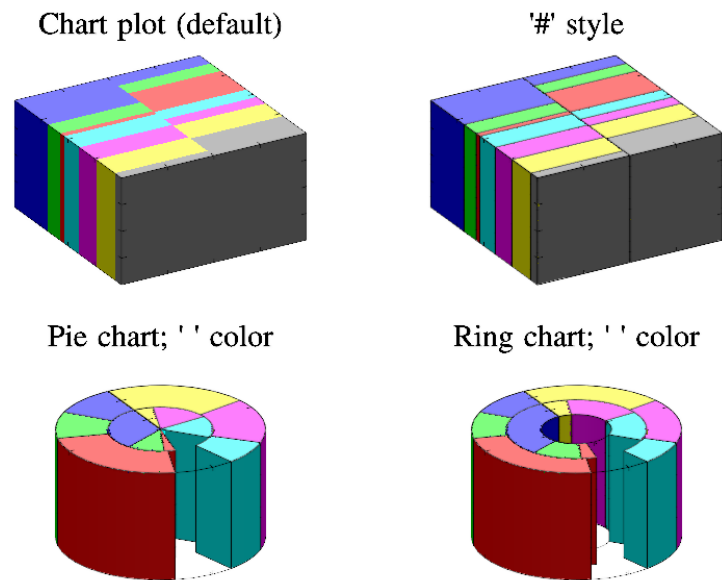 Chart plot (default)
'#' style
Pie chart; ' ' color
Ring chart; ' ' color